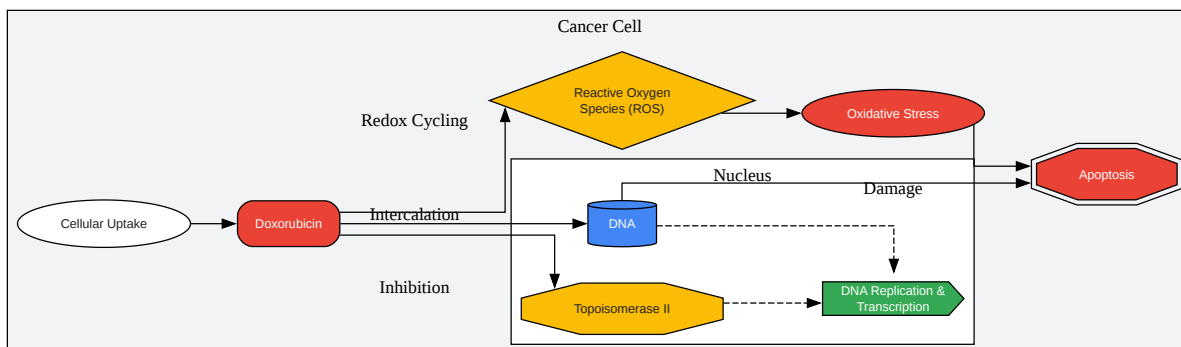 Cancer Cell
Reactive Oxygen
Species (ROS)
Oxidative Stress
Redox Cycling
Nucleus
Apoptosis
Damage
Cellular Uptake
Doxorubicin
Intercalation
DNA
Inhibition
Topoisomerase II
DNA Replication &
Transcription